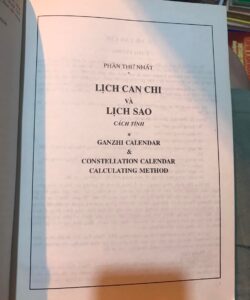 PHẦN THỨ NHẤT
LỊCH CAN CHI
VÀ
LỊCH SAO
CÁCH TÍNH
*
GANZHI CALENDAR
&
CONSTELLATION CALENDAR
CALCULATING METHOD